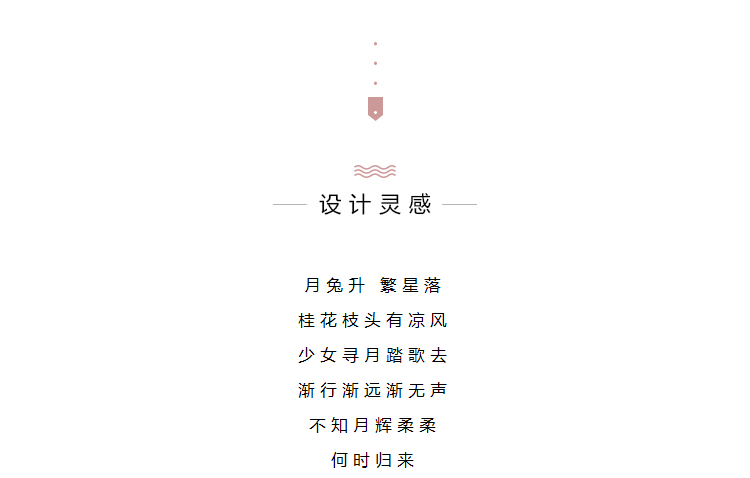 设计灵感
月兔升 繁星落
桂花枝头有凉风
少女寻月踏歌去
渐行渐远渐无声
不知月辉柔柔
何时归来